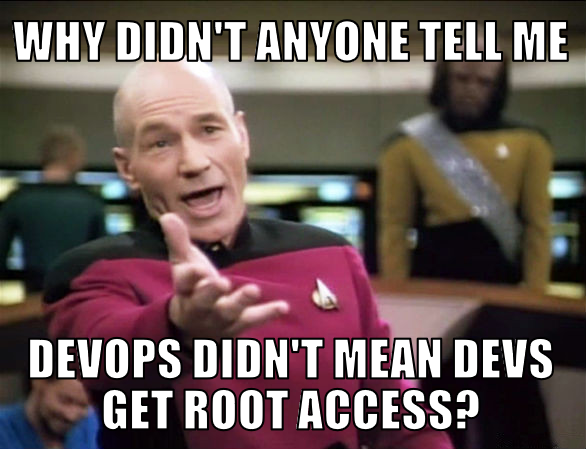 WHY DIDN'T ANYONE TELL ME
DEVOPS DIDN'T MEAN DEVS
GET ROOT ACCESS?